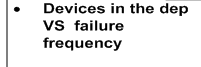 • Devices in the dep
VS failure
frequency